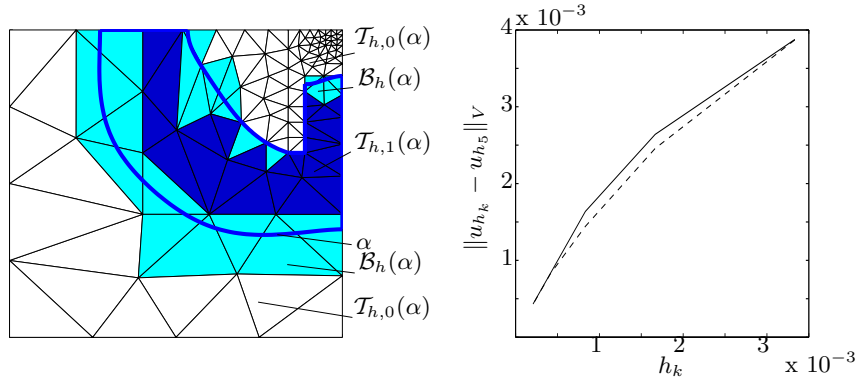 𝒯_{h,0}(α)
ℬ_h(α)
𝒯_{h,1}(α)
α
ℬ_h(α)
𝒯_{h,0}(α)
x 10^{−3}
4
3
2
1
‖u_{h_k} − u_{h_5}‖_V
1 2 3
h_k
x 10^{−3}